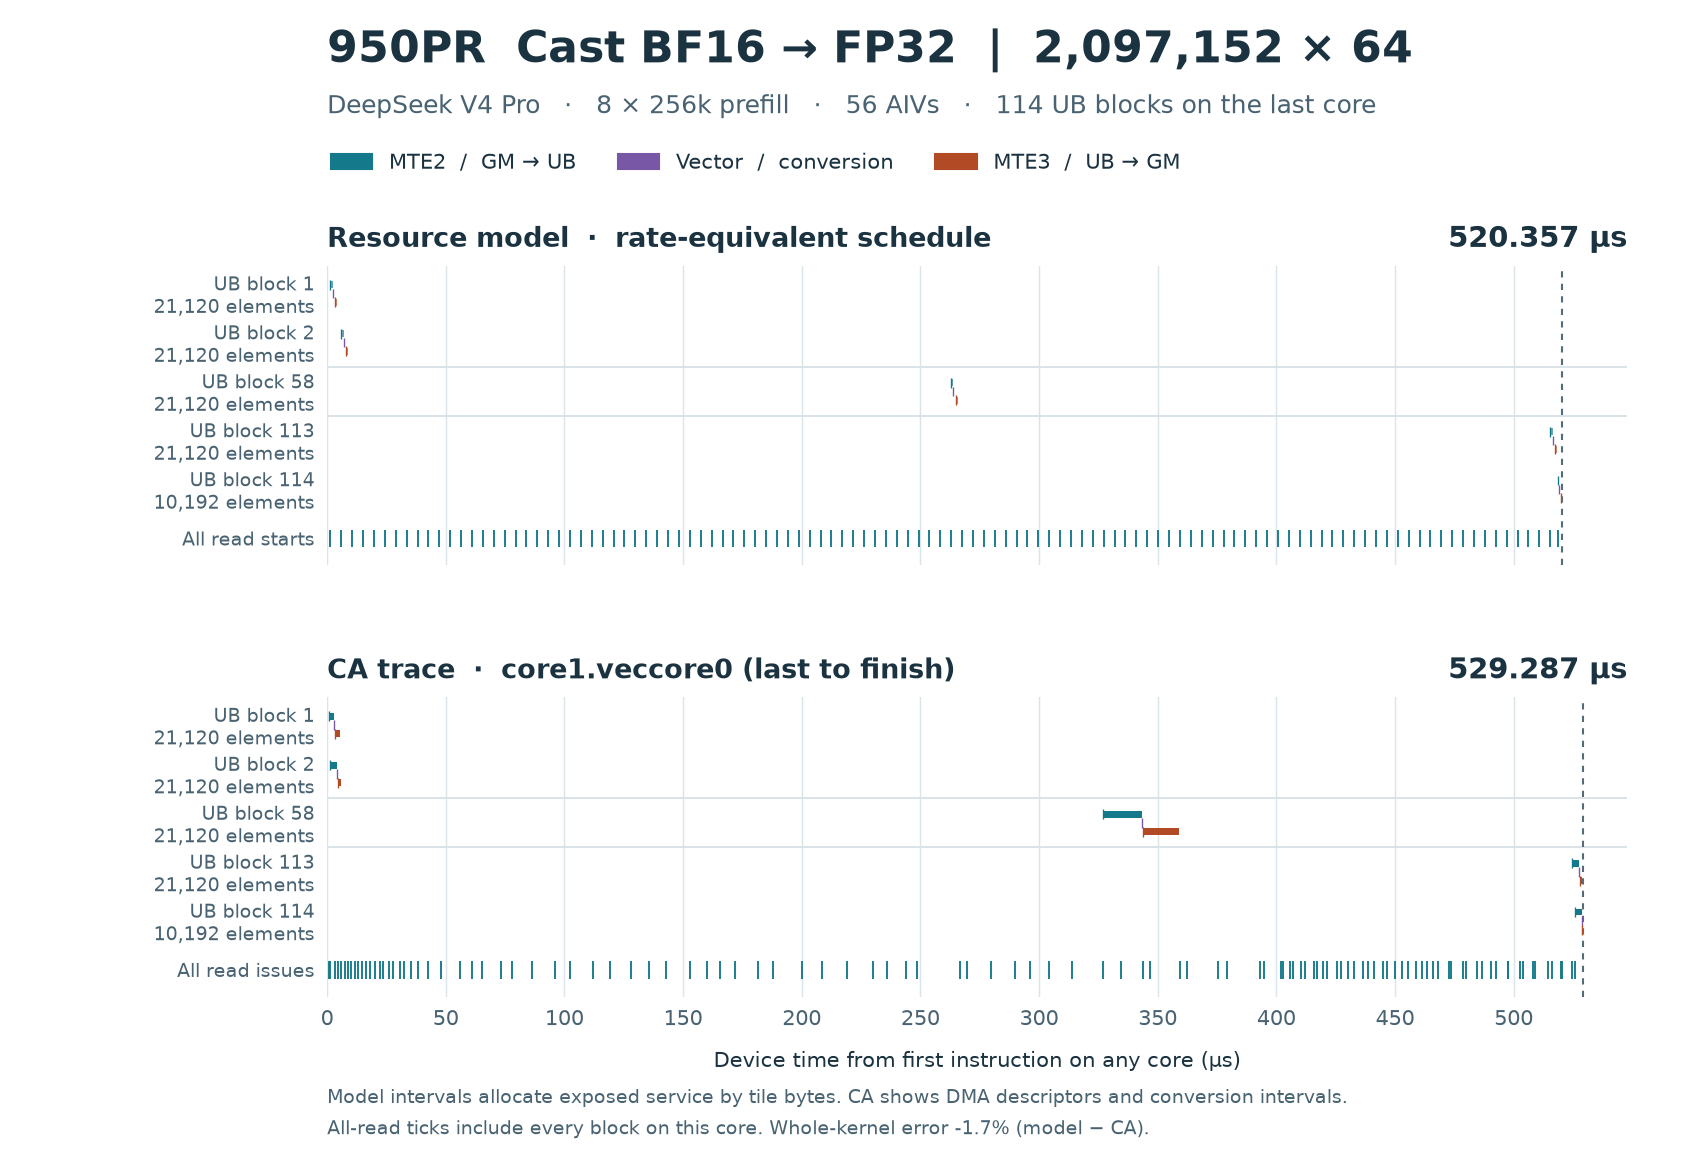 950PR  Cast BF16 → FP32  |  2,097,152 × 64
DeepSeek V4 Pro  ·  8 × 256k prefill  ·  56 AIVs  ·  114 UB blocks on the last core
MTE2 / GM → UB  Vector / conversion  MTE3 / UB → GM
Resource model · rate-equivalent schedule  520.357 µs
UB block 1
21,120 elements
UB block 2
21,120 elements
UB block 58
21,120 elements
UB block 113
21,120 elements
UB block 114
10,192 elements
All read starts
CA trace · core1.veccore0 (last to finish)  529.287 µs
UB block 1
21,120 elements
UB block 2
21,120 elements
UB block 58
21,120 elements
UB block 113
21,120 elements
UB block 114
10,192 elements
All read issues
0 50 100 150 200 250 300 350 400 450 500
Device time from first instruction on any core (µs)
Model intervals allocate exposed service by tile bytes. CA shows DMA descriptors and conversion intervals.
All-read ticks include every block on this core. Whole-kernel error -1.7% (model − CA).